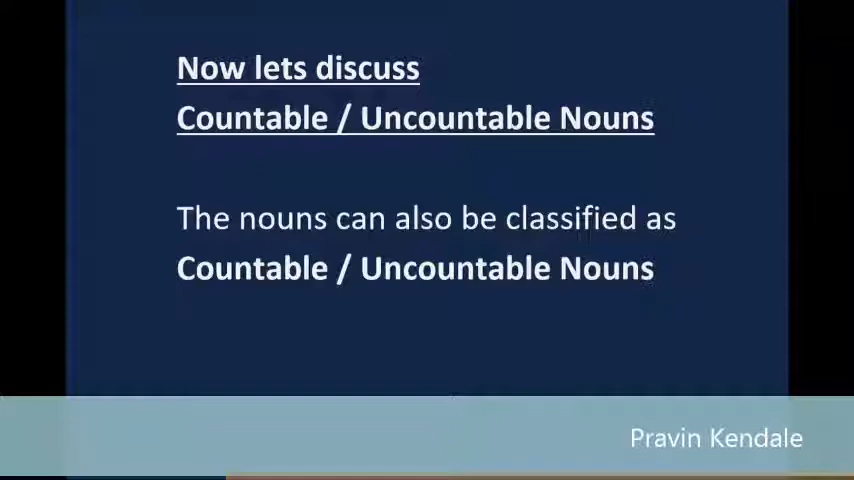 Now lets discuss
Countable / Uncountable Nouns
The nouns can also be classified as
Countable / Uncountable Nouns
Pravin Kendale